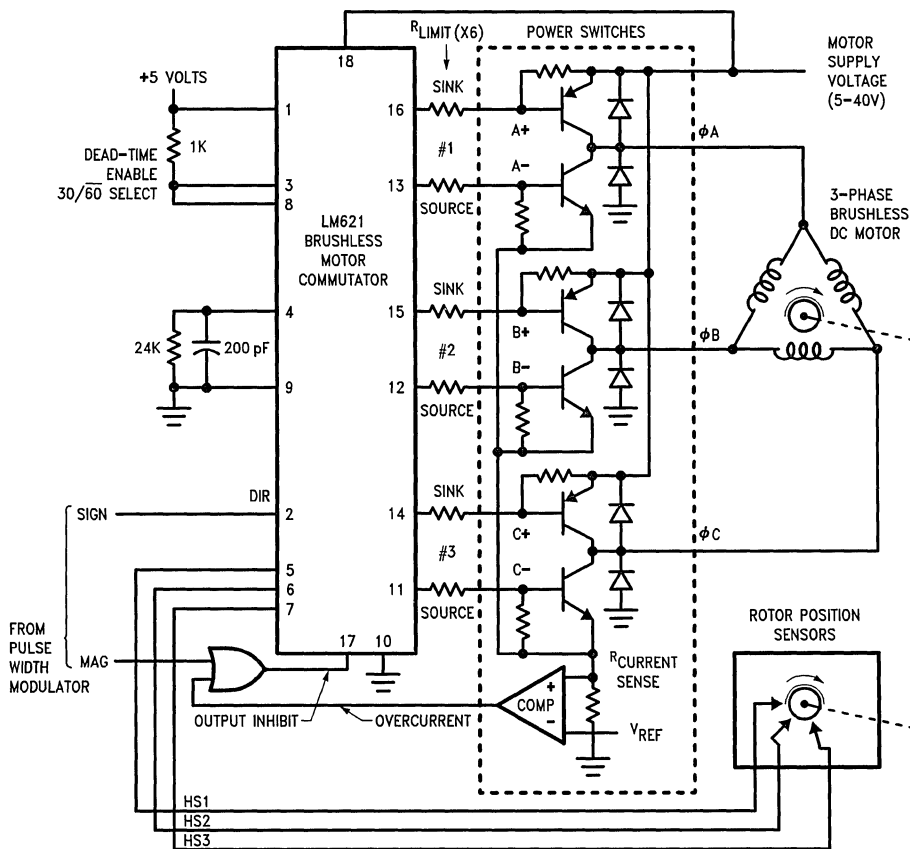 RLIMIT (X6)
POWER SWITCHES
18
MOTOR
SUPPLY
VOLTAGE
(5–40V)
+5 VOLTS
SINK
1
16
A+
ϕA
1K
#1
DEAD-TIME
ENABLE
30/60 SELECT
3
8
13
A-
SOURCE
3-PHASE
BRUSHLESS
DC MOTOR
LM621
BRUSHLESS
MOTOR
COMMUTATOR
SINK
4
15
B+
ϕB
24K
200 pF
#2
9
12
B-
SOURCE
SINK
DIR
SIGN
2
14
C+
ϕC
#3
5
6
7
11
C-
SOURCE
ROTOR POSITION
SENSORS
FROM
PULSE
WIDTH
MODULATOR
MAG
17
10
RCURRENT
SENSE
+
COMP
-
VREF
OUTPUT INHIBIT
OVERCURRENT
HS1
HS2
HS3